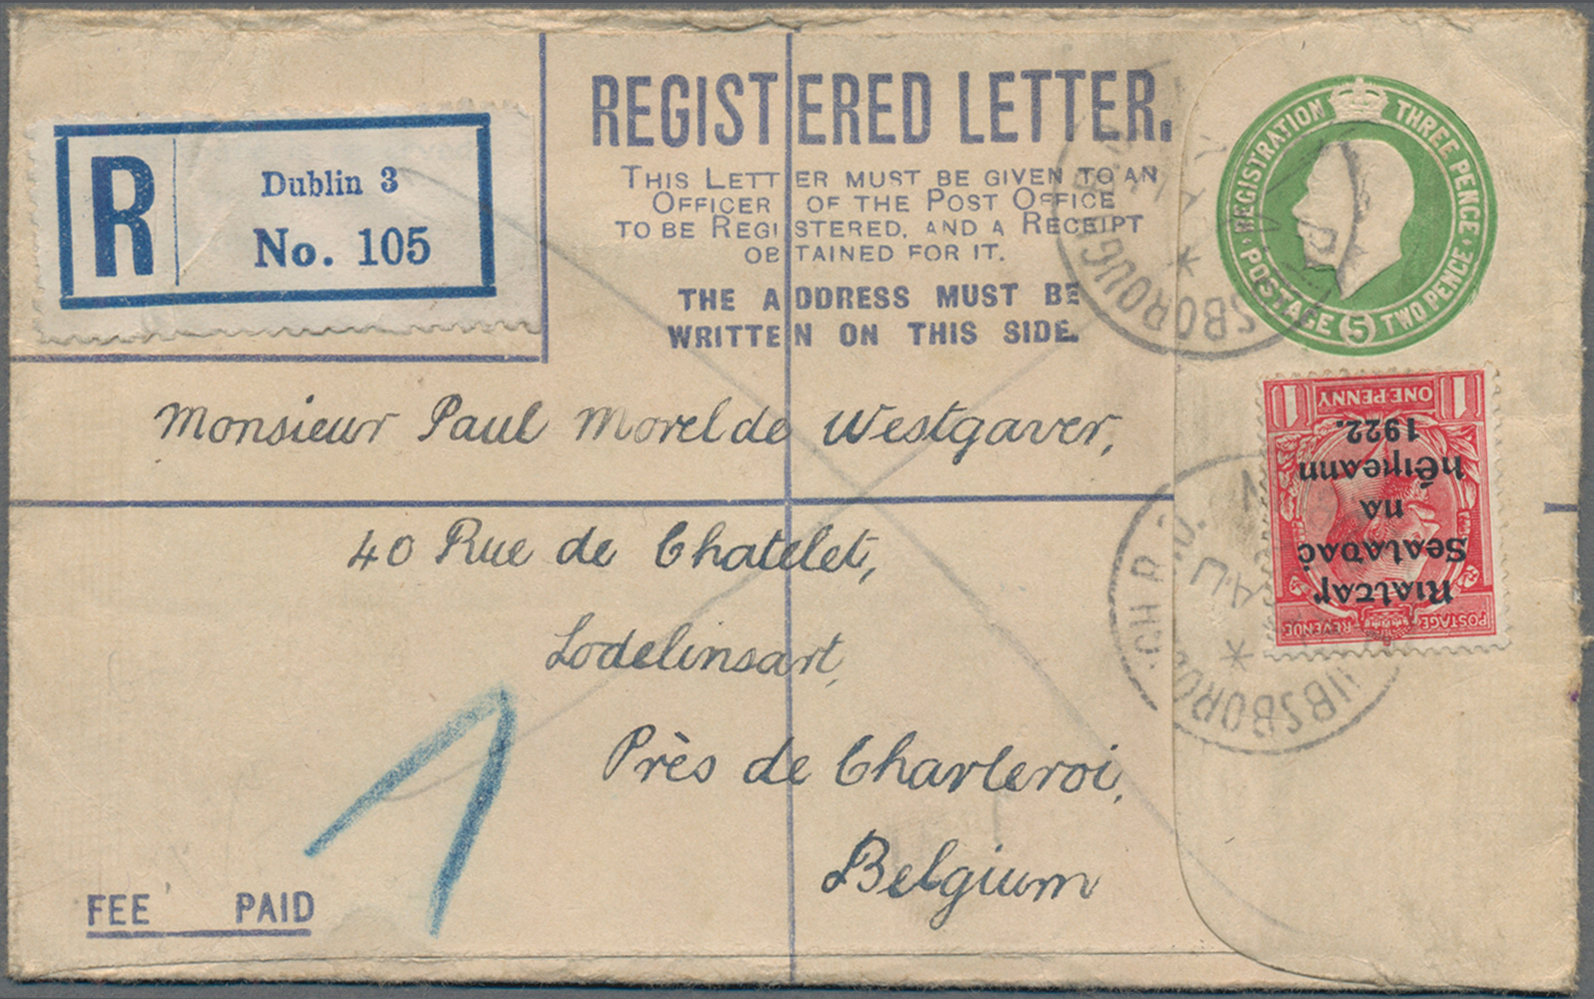 REGISTERED LETTER.
THIS LETTER MUST BE GIVEN TO AN
OFFICER OF THE POST OFFICE
TO BE REGISTERED, AND A RECEIPT
OBTAINED FOR IT.
THE ADDRESS MUST BE
WRITTEN ON THIS SIDE.
R
Dublin 3
No. 105
REGISTRATION THREE PENCE
POSTAGE (5) TWO PENCE
Monsieur Paul Morel de Westgaver,
40 Rue de Chatelet,
Lodelinsart,
Près de Charleroi,
Belgium
POSTAGE REVENUE
Rialtar
Sealadaċ
na
hÉireann
1922.
1 ONE PENNY 1
FEE PAID